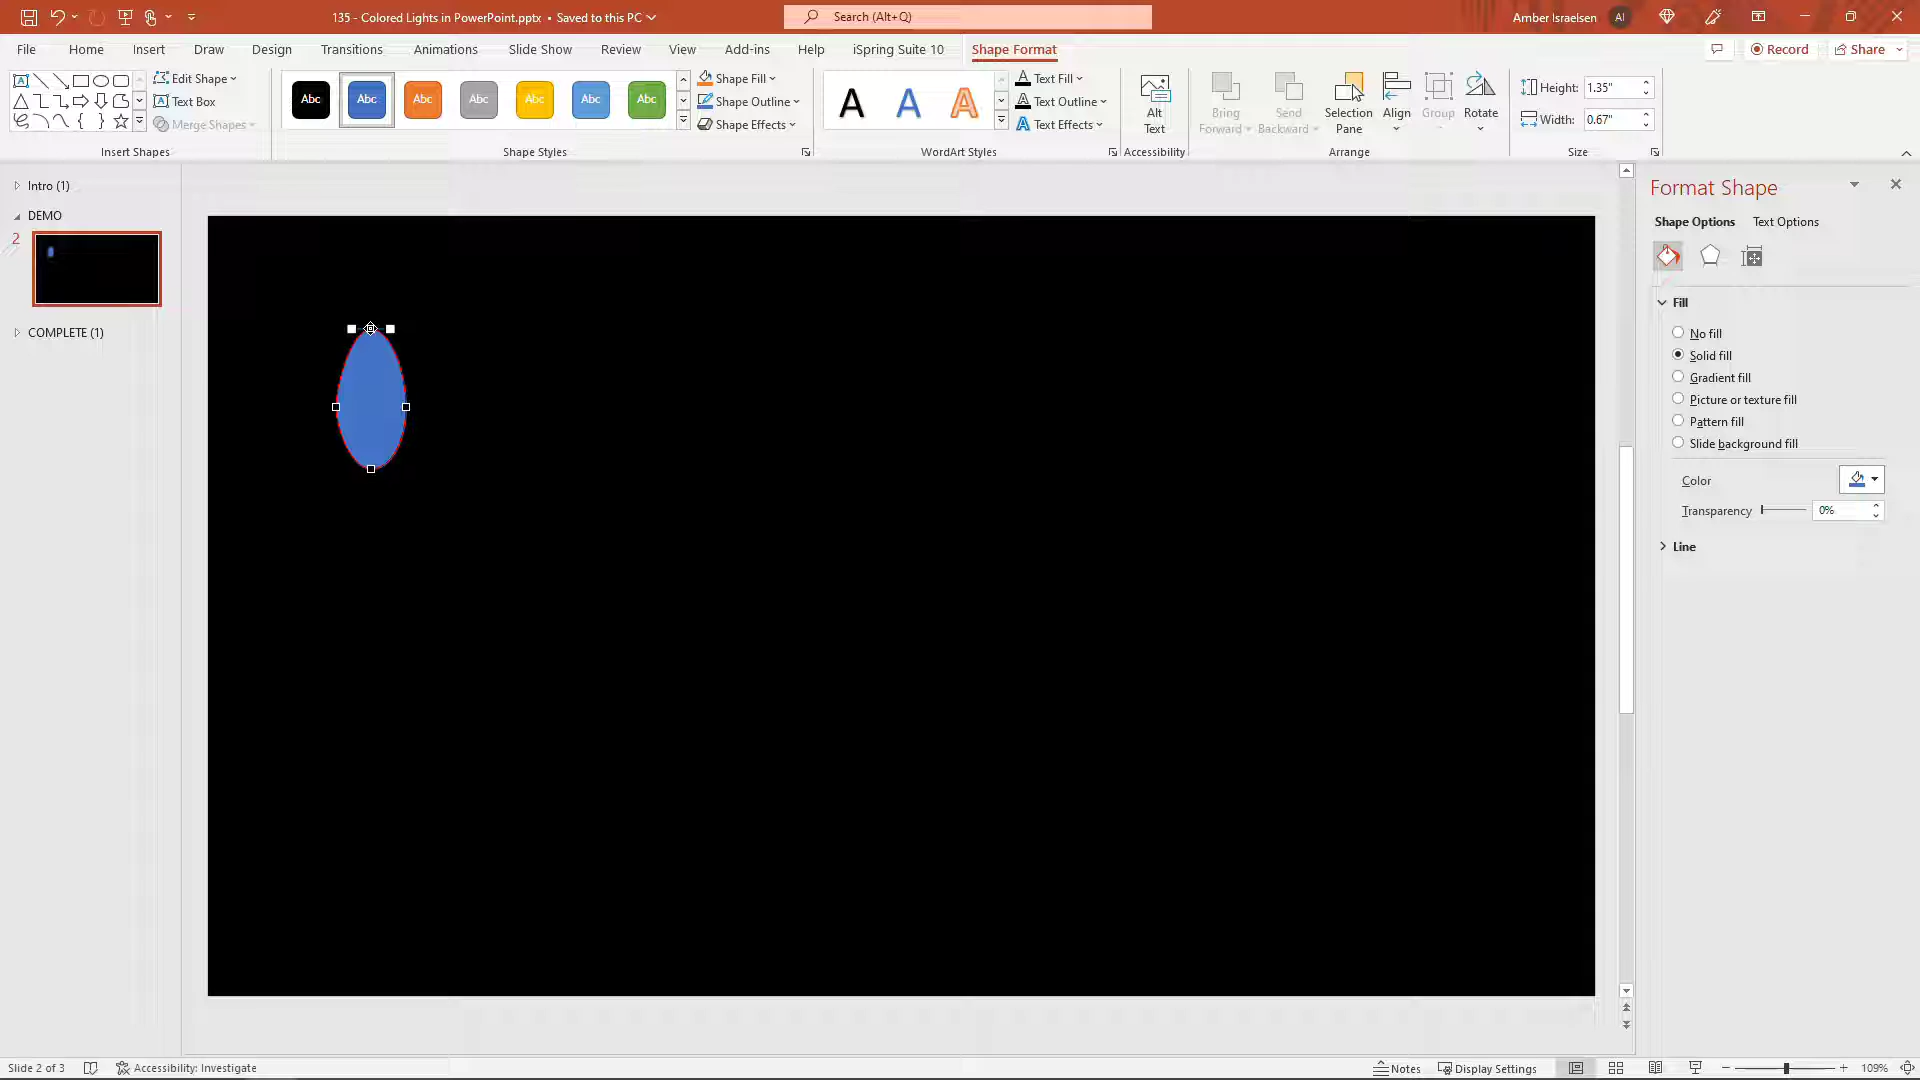 135 - Colored Lights in PowerPoint.pptx • Saved to this PC
Search (Alt+Q)
Amber Israelsen
AI
File
Home
Insert
Draw
Design
Transitions
Animations
Slide Show
Review
View
Add-ins
Help
iSpring Suite 10
Shape Format
Record
Share
Edit Shape
Text Box
Merge Shapes
Insert Shapes
Abc
Abc
Abc
Abc
Abc
Abc
Abc
Shape Fill
Shape Outline
Shape Effects
Shape Styles
A
A
A
Text Fill
Text Outline
Text Effects
WordArt Styles
Alt
Text
Accessibility
Bring
Forward
Send
Backward
Selection
Pane
Align
Group
Rotate
Arrange
Height:
1.35"
Width:
0.67"
Size
Intro (1)
DEMO
2
COMPLETE (1)
Format Shape
Shape Options
Text Options
Fill
No fill
Solid fill
Gradient fill
Picture or texture fill
Pattern fill
Slide background fill
Color
Transparency
0%
Line
Slide 2 of 3
Accessibility: Investigate
Notes
Display Settings
109%